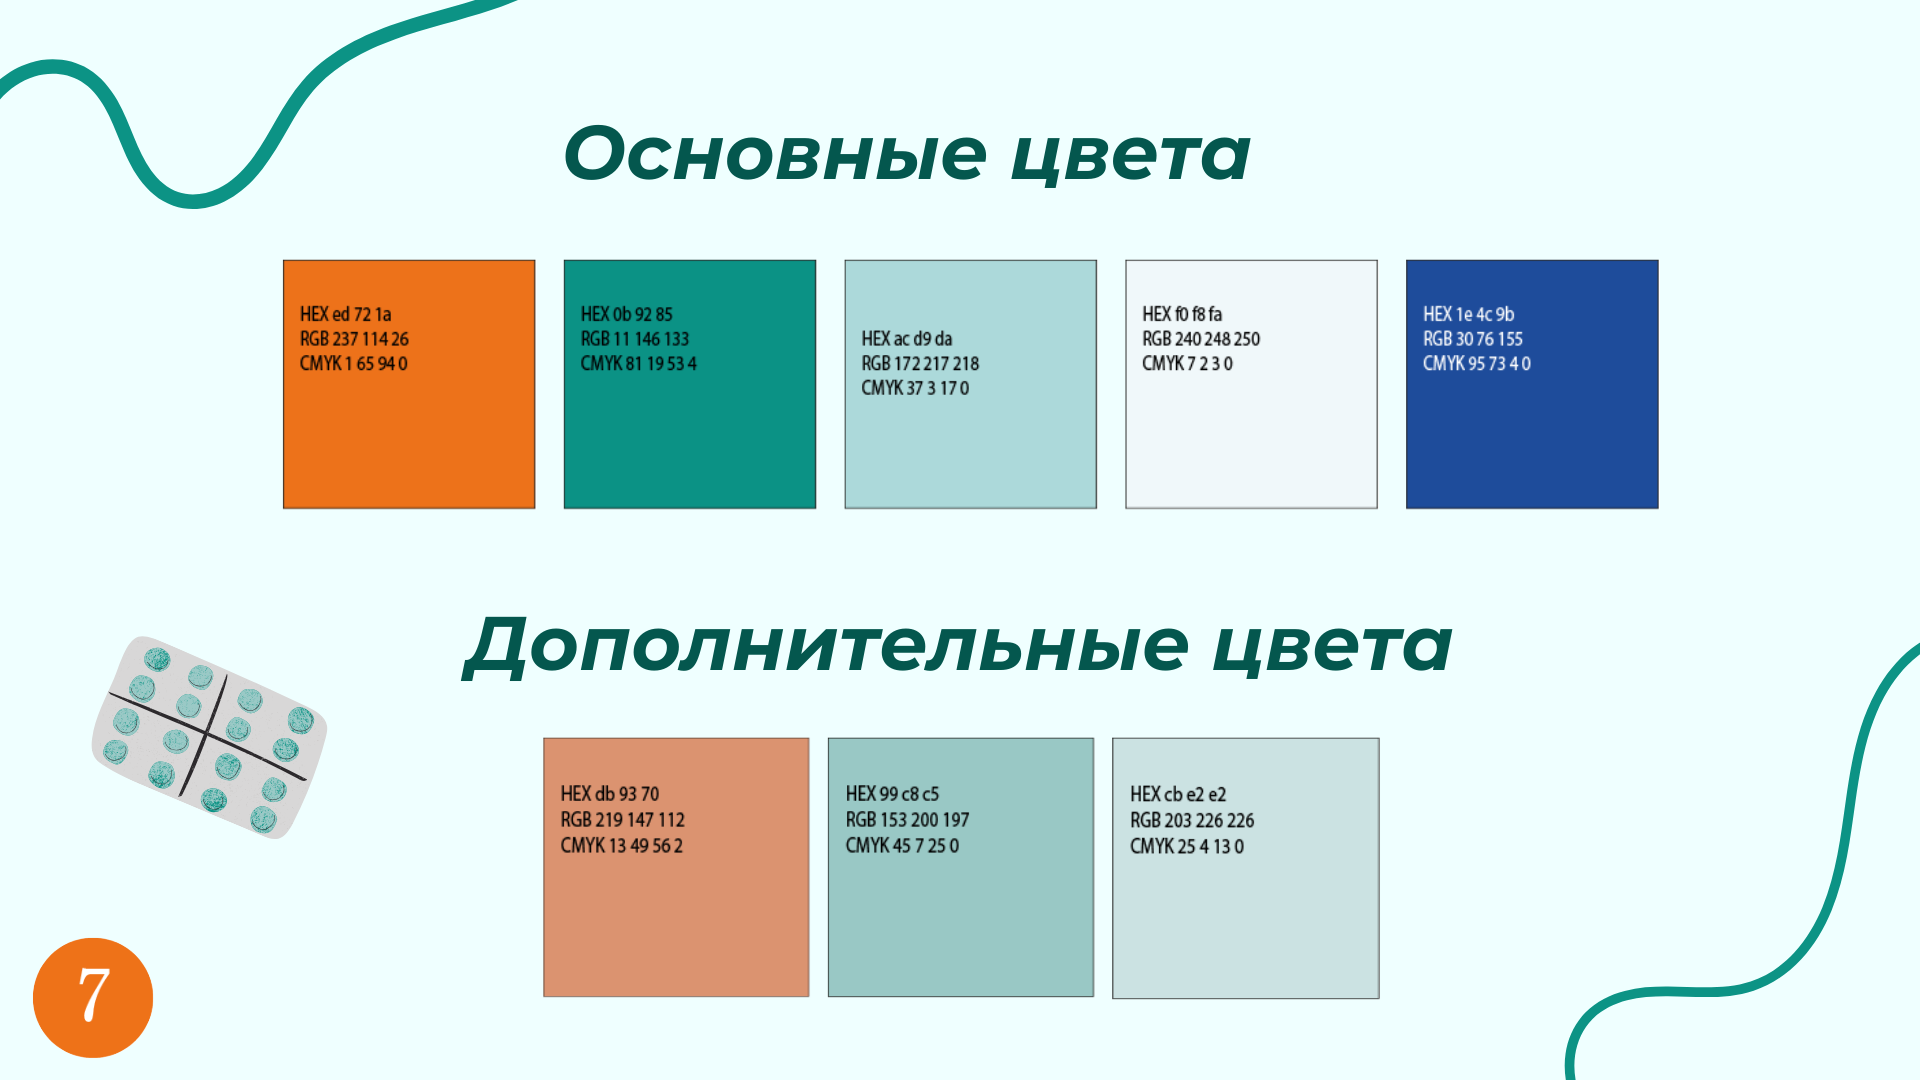 Основные цвета
HEX ed 72 1a
RGB 237 114 26
CMYK 1 65 94 0
HEX 0b 92 85
RGB 11 146 133
CMYK 81 19 53 4
HEX ac d9 da
RGB 172 217 218
CMYK 37 3 17 0
HEX f0 f8 fa
RGB 240 248 250
CMYK 7 2 3 0
HEX 1e 4c 9b
RGB 30 76 155
CMYK 95 73 4 0
Дополнительные цвета
HEX db 93 70
RGB 219 147 112
CMYK 13 49 56 2
HEX 99 c8 c5
RGB 153 200 197
CMYK 45 7 25 0
HEX cb e2 e2
RGB 203 226 226
CMYK 25 4 13 0
7